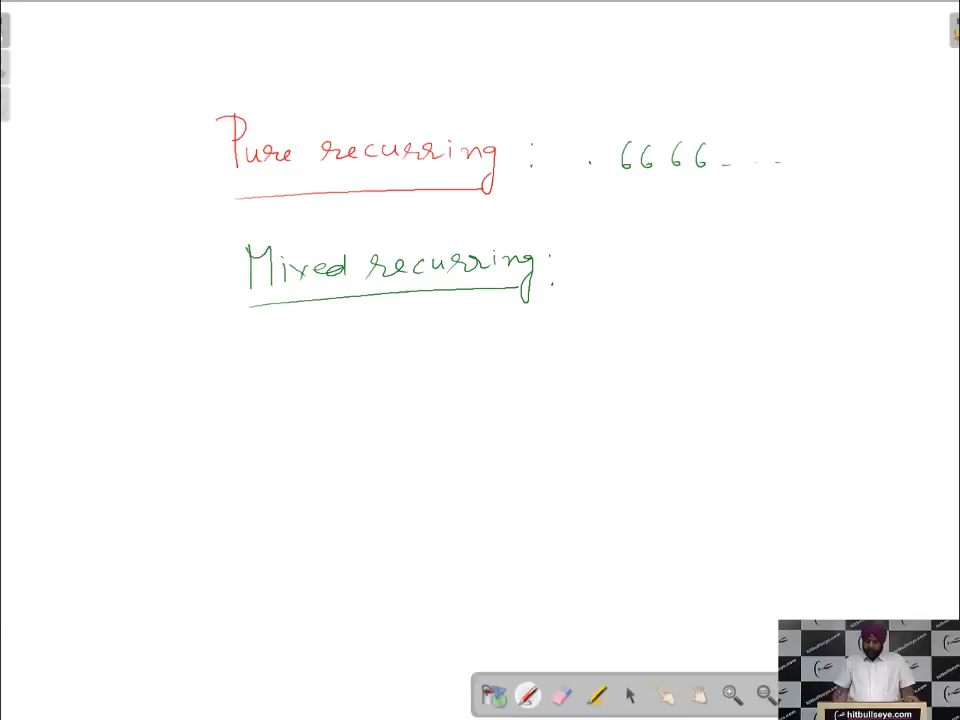 Pure recurring : . 6666 - - - -
Mixed recurring :
hitbullseye.com